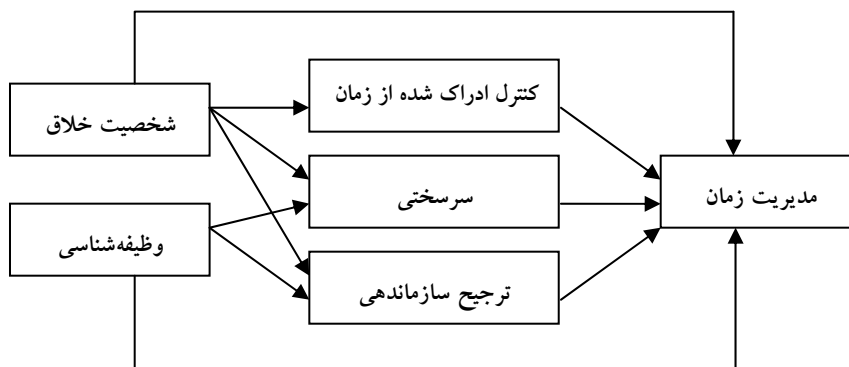 کنترل ادراک شده از زمان
شخصیت خلاق
سرسختی
مدیریت زمان
وظیفه‌شناسی
ترجیح سازماندهی